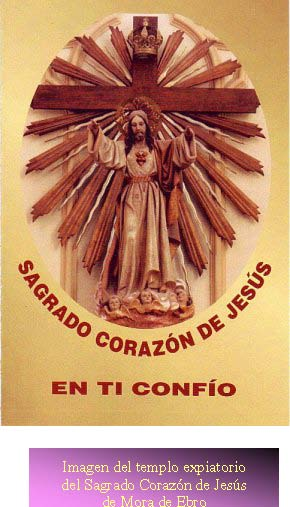 SAGRADO CORAZÓN DE JESÚS
EN TI CONFÍO
Imagen del templo expiatorio
del Sagrado Corazón de Jesús
de Mora de Ebro